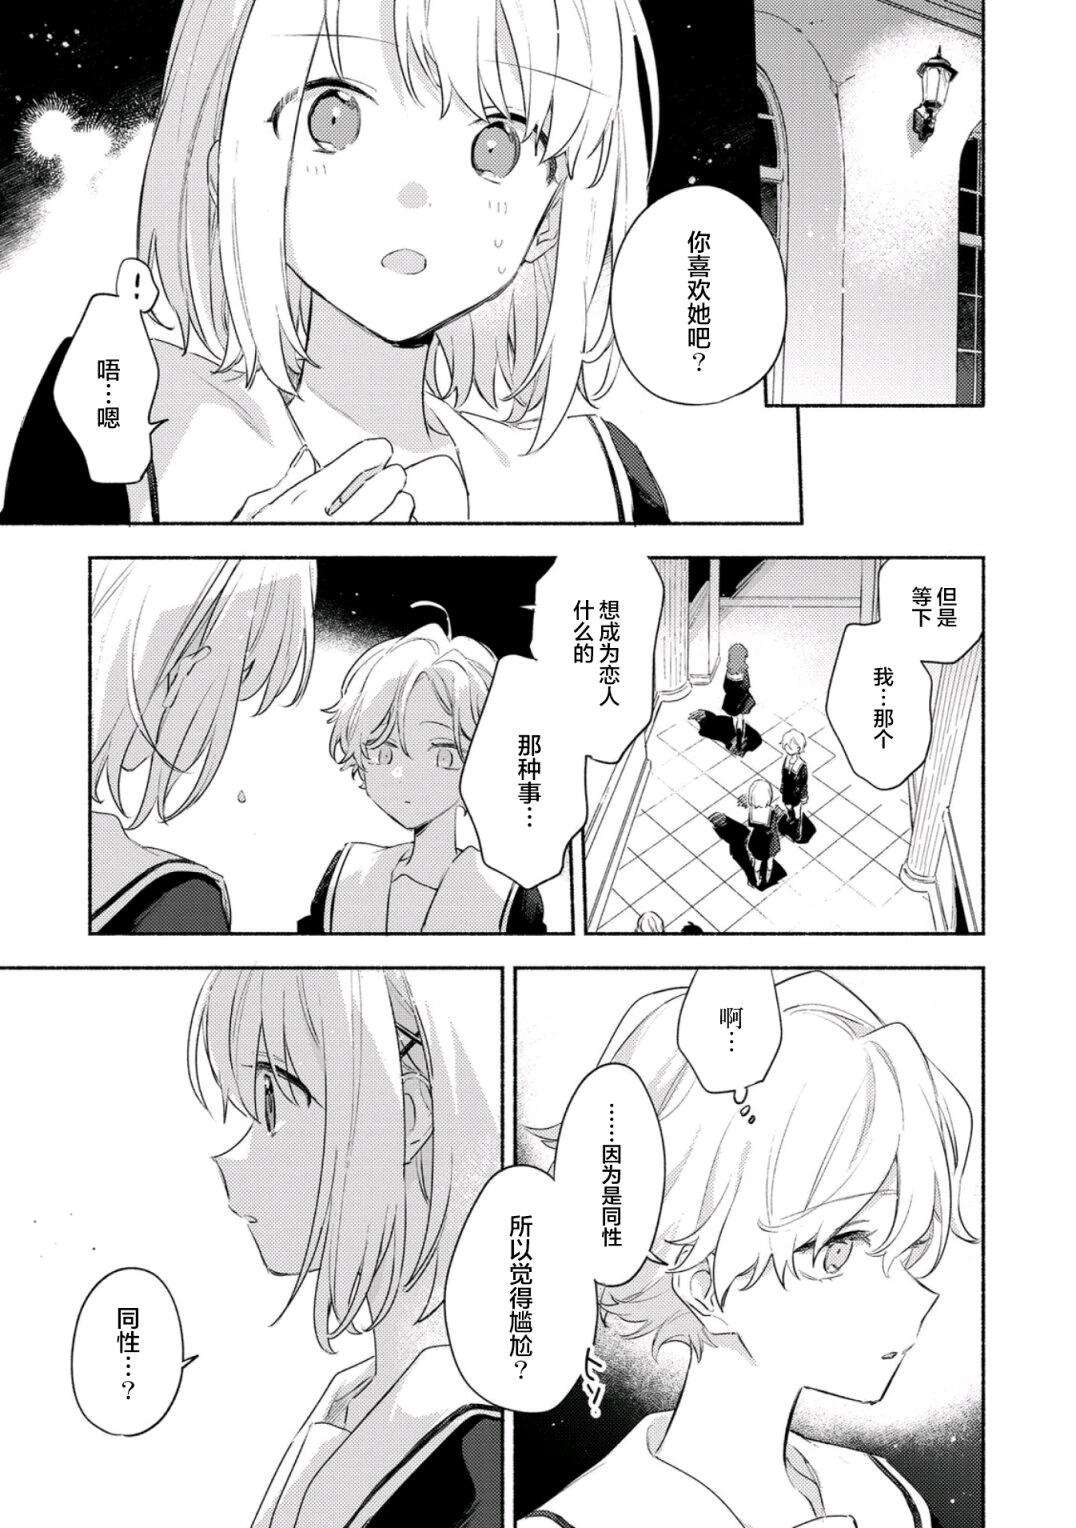 你喜欢她吧？
！
唔…嗯
但是
等下
我…那个
想成为恋人
什么的
那种事…
啊…
……因为是同性
所以觉得尴尬？
同性…？